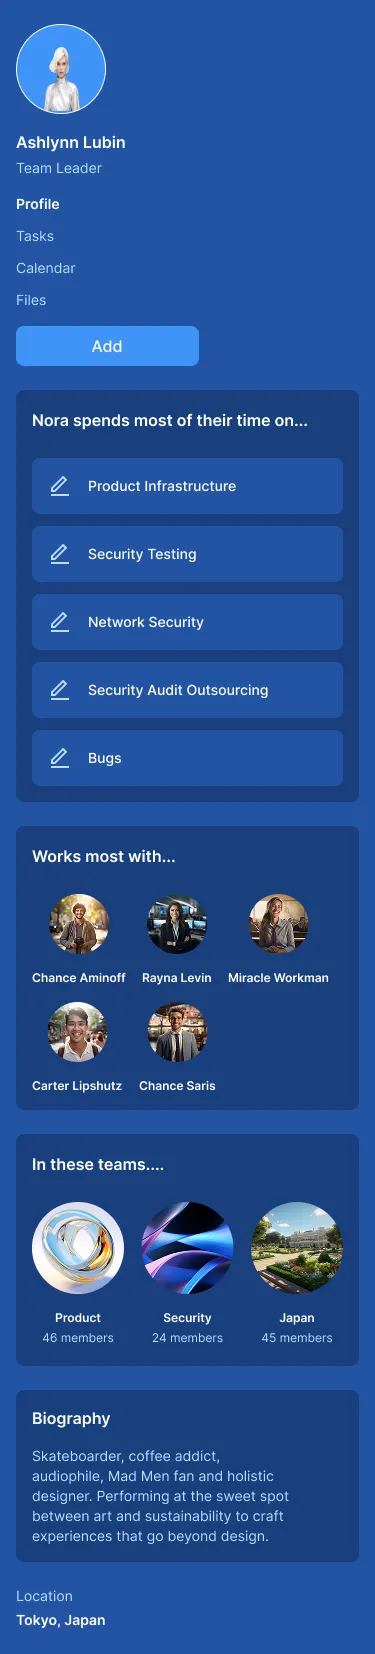 Ashlynn Lubin
Team Leader
Profile
Tasks
Calendar
Files
Add
Nora spends most of their time on...
Product Infrastructure
Security Testing
Network Security
Security Audit Outsourcing
Bugs
Works most with...
Chance Aminoff
Rayna Levin
Miracle Workman
Carter Lipshutz
Chance Saris
In these teams....
Product
46 members
Security
24 members
Japan
45 members
Biography
Skateboarder, coffee addict,
audiophile, Mad Men fan and holistic
designer. Performing at the sweet spot
between art and sustainability to craft
experiences that go beyond design.
Location
Tokyo, Japan